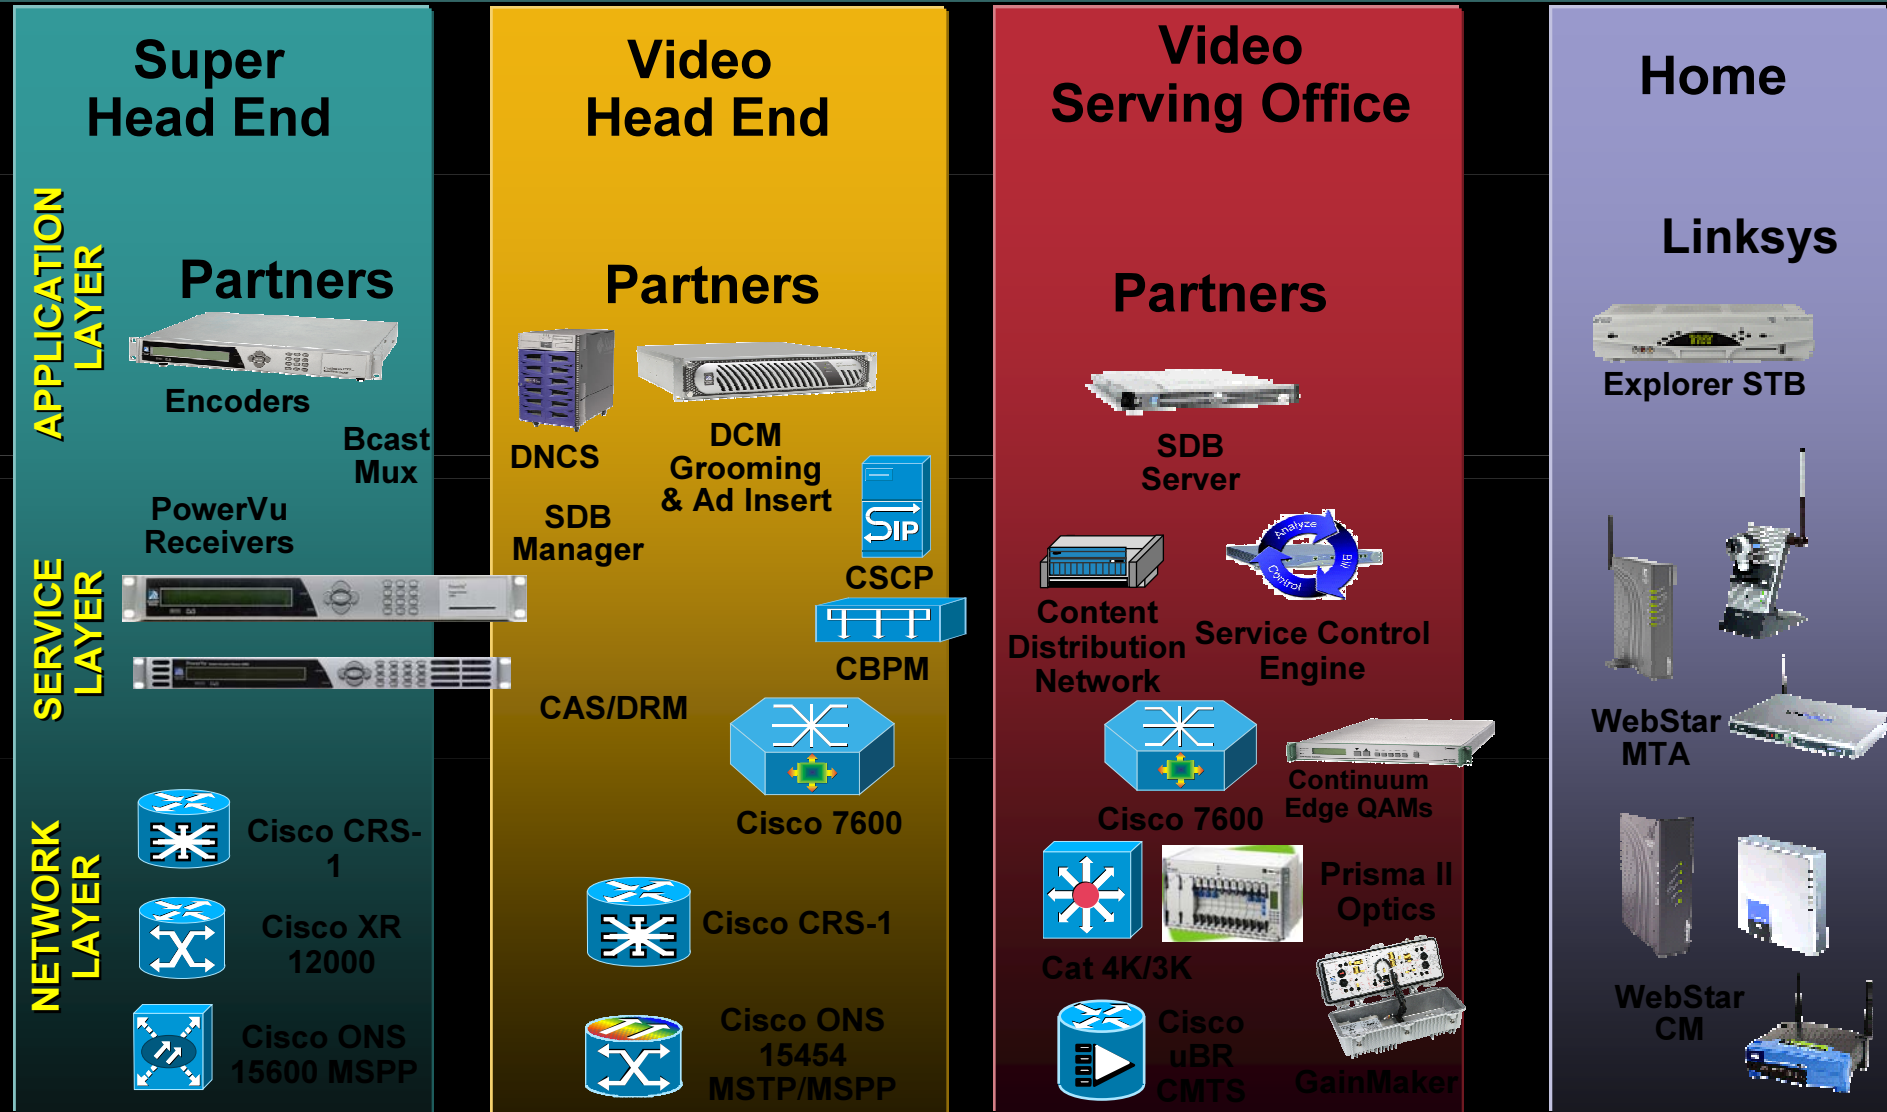 Super
Head End
Video
Head End
Video
Serving Office
Home
APPLICATION
LAYER
SERVICE
LAYER
NETWORK
LAYER
Partners
Encoders
Bcast
Mux
PowerVu
Receivers
Cisco CRS-
1
Cisco XR
12000
Cisco ONS
15600 MSPP
Partners
DNCS
DCM
Grooming
& Ad Insert
SDB
Manager
SIP
CSCP
CBPM
CAS/DRM
Cisco 7600
Cisco CRS-1
Cisco ONS
15454
MSTP/MSPP
Partners
SDB
Server
Content
Distribution
Network
Analyze
Bill
Control
Service Control
Engine
Cisco 7600
Continuum
Edge QAMs
Cat 4K/3K
Prisma II
Optics
Cisco
uBR
CMTS
GainMaker
Linksys
Explorer STB
WebStar
MTA
WebStar
CM